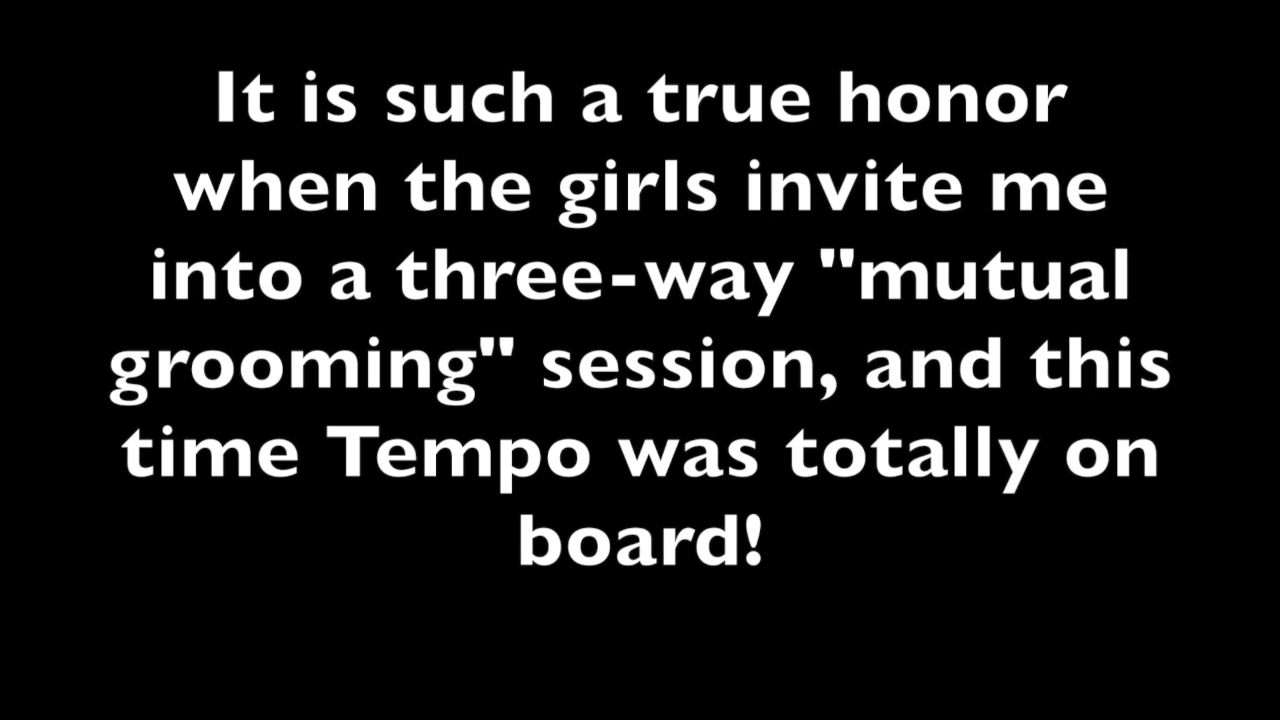 It is such a true honor
when the girls invite me
into a three-way "mutual
grooming" session, and this
time Tempo was totally on
board!